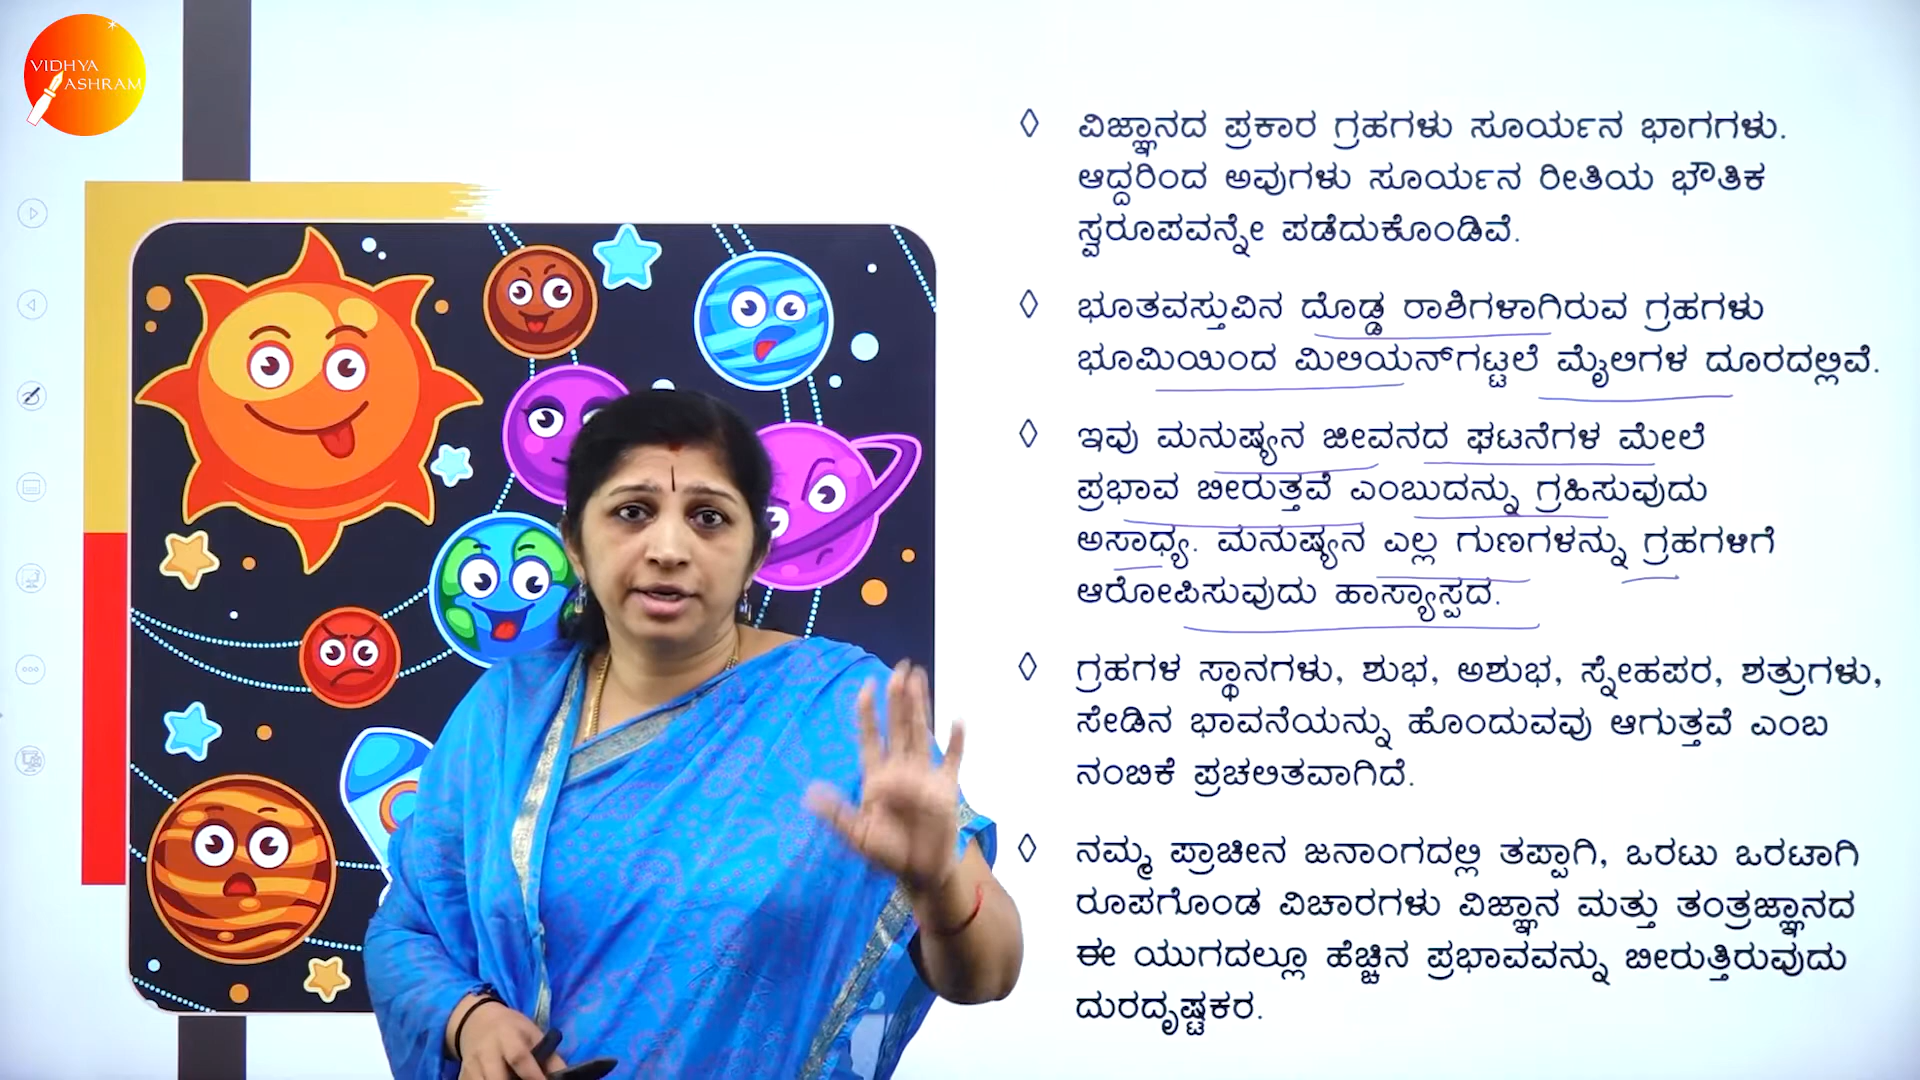 VIDHYA
ASHRAM
◊ ವಿಜ್ಞಾನದ ಪ್ರಕಾರ ಗ್ರಹಗಳು ಸೂರ್ಯನ ಭಾಗಗಳು.
ಆದ್ದರಿಂದ ಅವುಗಳು ಸೂರ್ಯನ ರೀತಿಯ ಭೌತಿಕ
ಸ್ವರೂಪವನ್ನೇ ಪಡೆದುಕೊಂಡಿವೆ.
◊ ಭೂತವಸ್ತುವಿನ ದೊಡ್ಡ ರಾಶಿಗಳಾಗಿರುವ ಗ್ರಹಗಳು
ಭೂಮಿಯಿಂದ ಮಿಲಿಯನ್‌ಗಟ್ಟಲೆ ಮೈಲಿಗಳ ದೂರದಲ್ಲಿವೆ.
◊ ಇವು ಮನುಷ್ಯನ ಜೀವನದ ಘಟನೆಗಳ ಮೇಲೆ
ಪ್ರಭಾವ ಬೀರುತ್ತವೆ ಎಂಬುದನ್ನು ಗ್ರಹಿಸುವುದು
ಅಸಾಧ್ಯ. ಮನುಷ್ಯನ ಎಲ್ಲ ಗುಣಗಳನ್ನು ಗ್ರಹಗಳಿಗೆ
ಆರೋಪಿಸುವುದು ಹಾಸ್ಯಾಸ್ಪದ.
◊ ಗ್ರಹಗಳ ಸ್ಥಾನಗಳು, ಶುಭ, ಅಶುಭ, ಸ್ನೇಹಪರ, ಶತ್ರುಗಳು,
ಸೇಡಿನ ಭಾವನೆಯನ್ನು ಹೊಂದುವವು ಆಗುತ್ತವೆ ಎಂಬ
ನಂಬಿಕೆ ಪ್ರಚಲಿತವಾಗಿದೆ.
◊ ನಮ್ಮ ಪ್ರಾಚೀನ ಜನಾಂಗದಲ್ಲಿ ತಪ್ಪಾಗಿ, ಒರಟು ಒರಟಾಗಿ
ರೂಪಗೊಂಡ ವಿಚಾರಗಳು ವಿಜ್ಞಾನ ಮತ್ತು ತಂತ್ರಜ್ಞಾನದ
ಈ ಯುಗದಲ್ಲೂ ಹೆಚ್ಚಿನ ಪ್ರಭಾವವನ್ನು ಬೀರುತ್ತಿರುವುದು
ದುರದೃಷ್ಟಕರ.